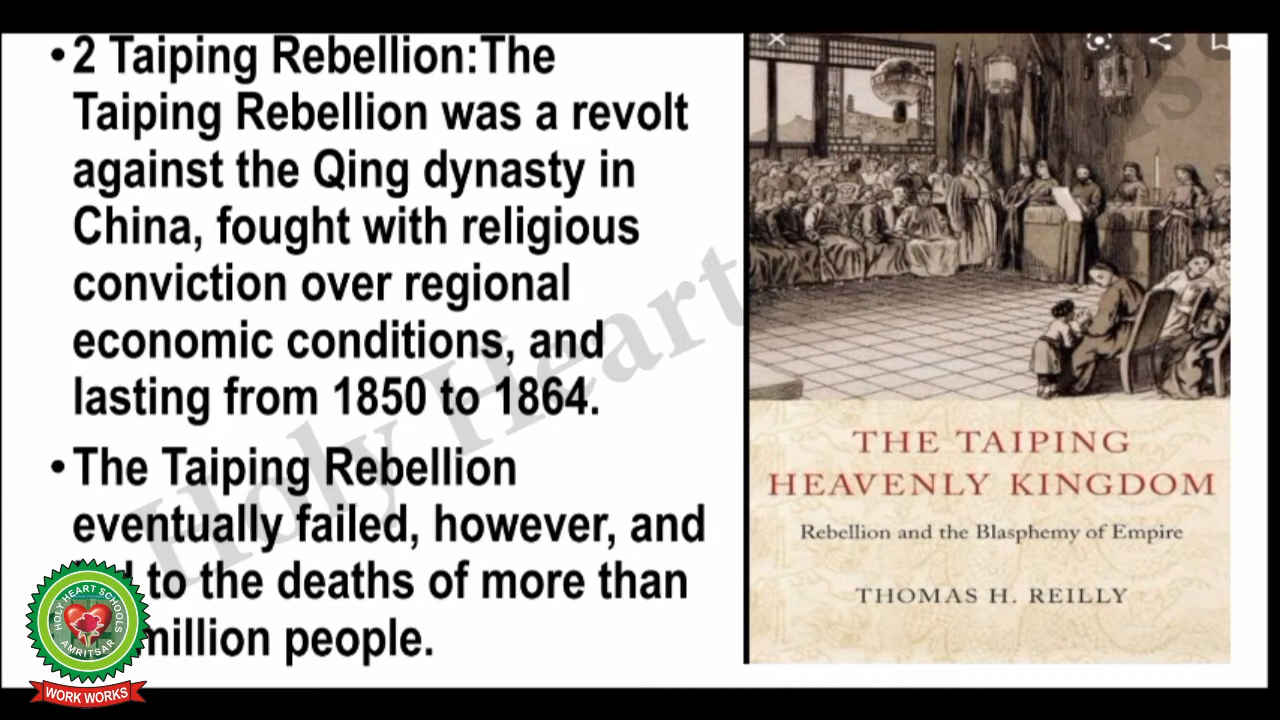 • 2 Taiping Rebellion:The
Taiping Rebellion was a revolt
against the Qing dynasty in
China, fought with religious
conviction over regional
economic conditions, and
lasting from 1850 to 1864.
• The Taiping Rebellion
eventually failed, however, and
to the deaths of more than
million people.
THE TAIPING
HEAVENLY KINGDOM
Rebellion and the Blasphemy of Empire
THOMAS H. REILLY
Holy Heart
HOLY HEART SCHOOLS
AMRITSAR
WORK WORKS